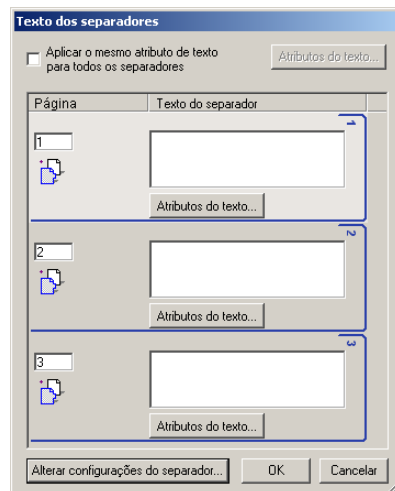 Texto dos separadores
Aplicar o mesmo atributo de texto
para todos os separadores
Atributos do texto...
Página
Texto do separador
1
1
Atributos do texto...
2
2
Atributos do texto...
3
3
Atributos do texto...
Alterar configurações do separador...
OK
Cancelar